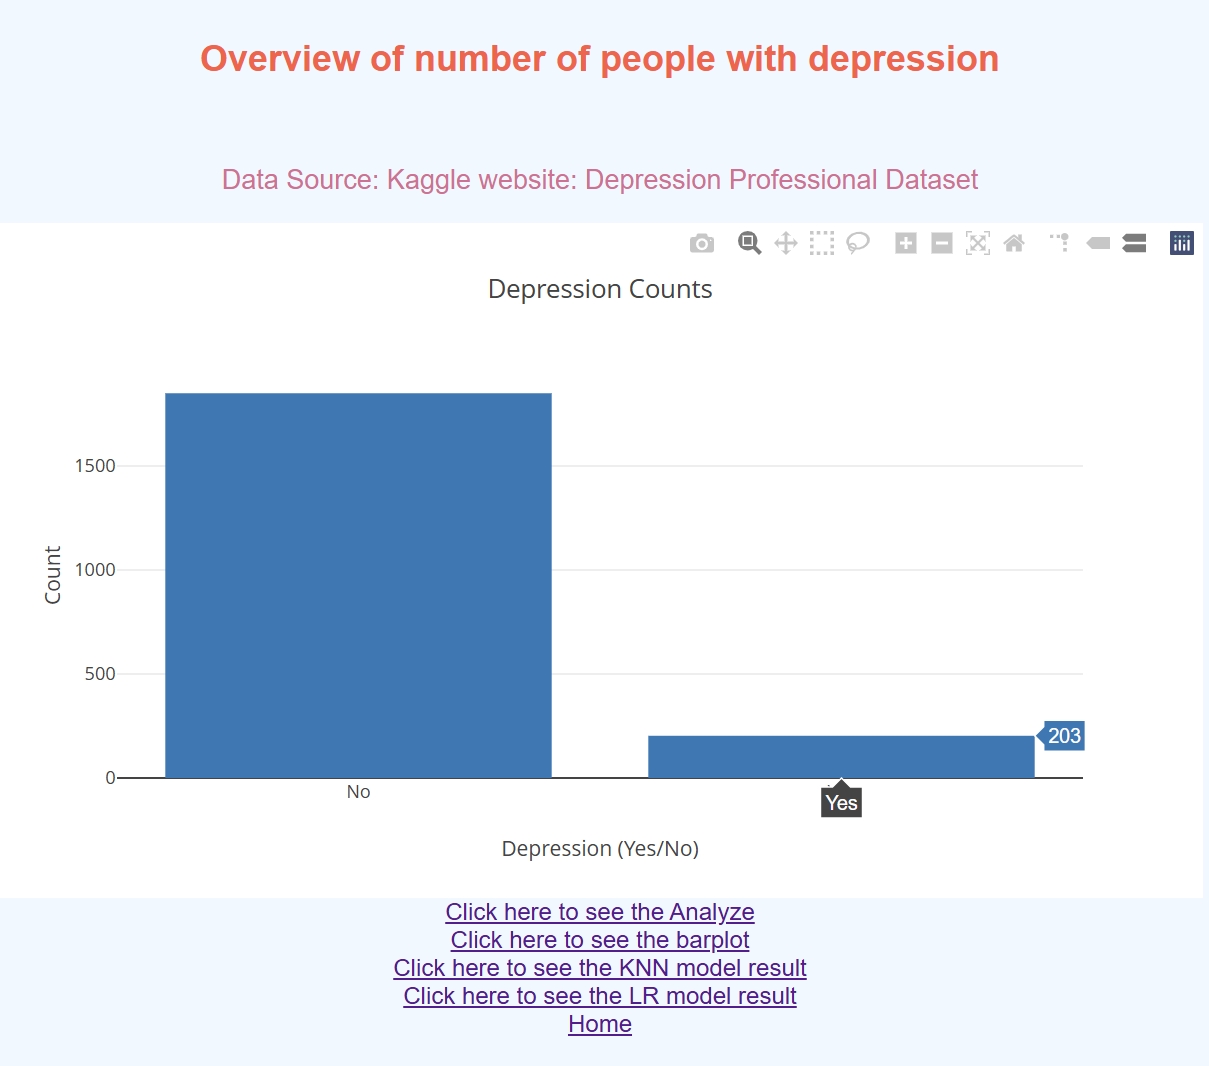 Overview of number of people with depression
Data Source: Kaggle website: Depression Professional Dataset
Depression Counts
Count
1500
1000
500
0
203
No
Yes
Depression (Yes/No)
Click here to see the Analyze
Click here to see the barplot
Click here to see the KNN model result
Click here to see the LR model result
Home